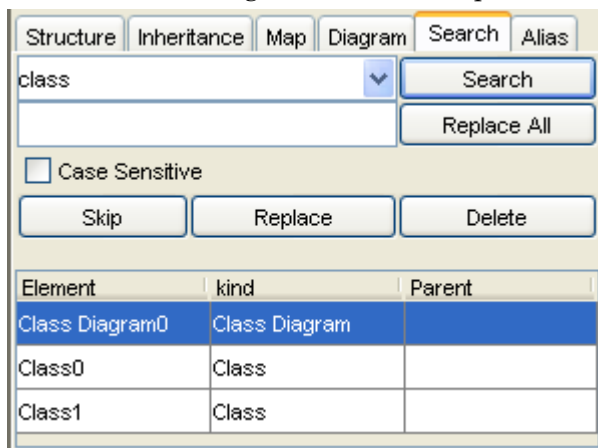 Structure Inheritance Map Diagram Search Alias
class Search
Replace All
Case Sensitive
Skip Replace Delete
Element kind Parent
Class Diagram0 Class Diagram
Class0 Class
Class1 Class